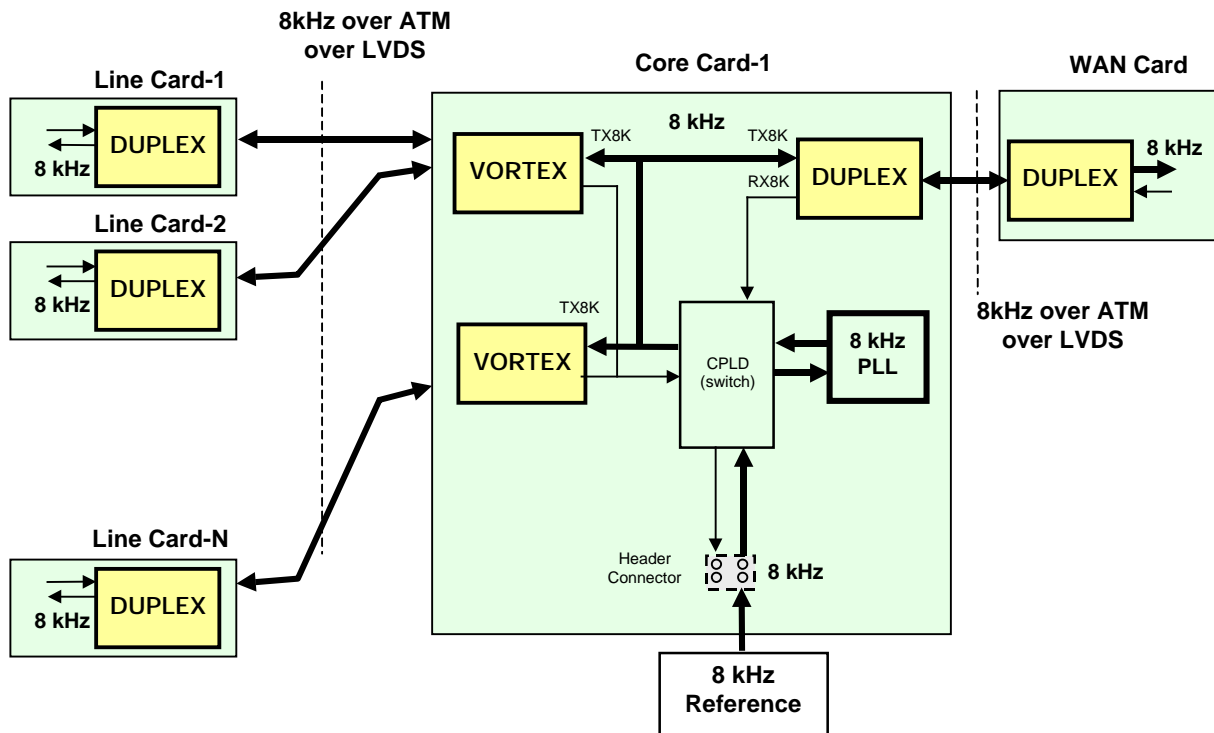 8kHz over ATM
over LVDS
Line Card-1
DUPLEX
8 kHz
Line Card-2
DUPLEX
8 kHz
Line Card-N
DUPLEX
8 kHz
Core Card-1
VORTEX
TX8K
8 kHz
TX8K
RX8K
DUPLEX
TX8K
VORTEX
CPLD
(switch)
8 kHz
PLL
Header
Connector
8 kHz
8 kHz
Reference
WAN Card
DUPLEX
8 kHz
8kHz over ATM
over LVDS